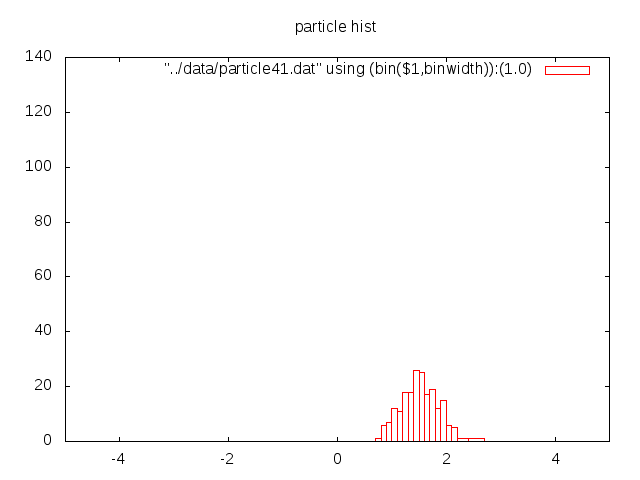 particle hist
140
"../data/particle41.dat" using (bin($1,binwidth)):(1.0)
120
100
80
60
40
20
0
-4 -2 0 2 4